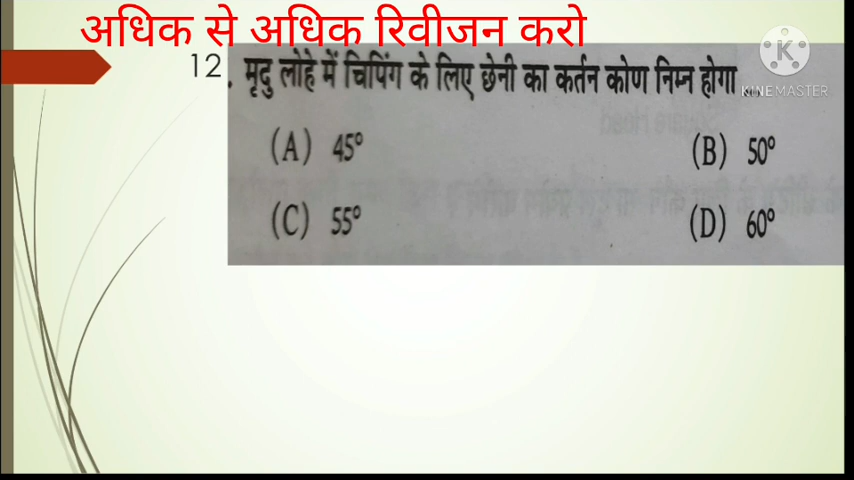 अधिक से अधिक रिवीजन करो
12. मृदु लोहे में चिपिंग के लिए छेनी का कर्तन कोण निम्न होगा
KINEMASTER
(A) 45° (B) 50°
(C) 55° (D) 60°